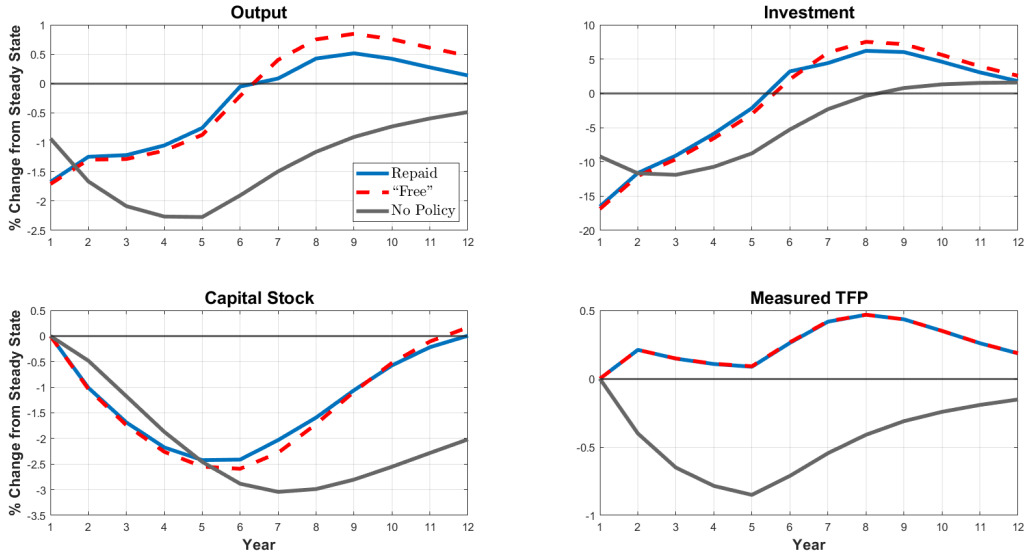 Output
% Change from Steady State
1
0.5
0
-0.5
-1
-1.5
-2
-2.5
1 2 3 4 5 6 7 8 9 10 11 12
Repaid
“Free”
No Policy
Investment
10
5
0
-5
-10
-15
-20
1 2 3 4 5 6 7 8 9 10 11 12
Capital Stock
% Change from Steady State
0.5
0
-0.5
-1
-1.5
-2
-2.5
-3
-3.5
1 2 3 4 5 6 7 8 9 10 11 12
Year
Measured TFP
0.5
0
-0.5
-1
1 2 3 4 5 6 7 8 9 10 11 12
Year